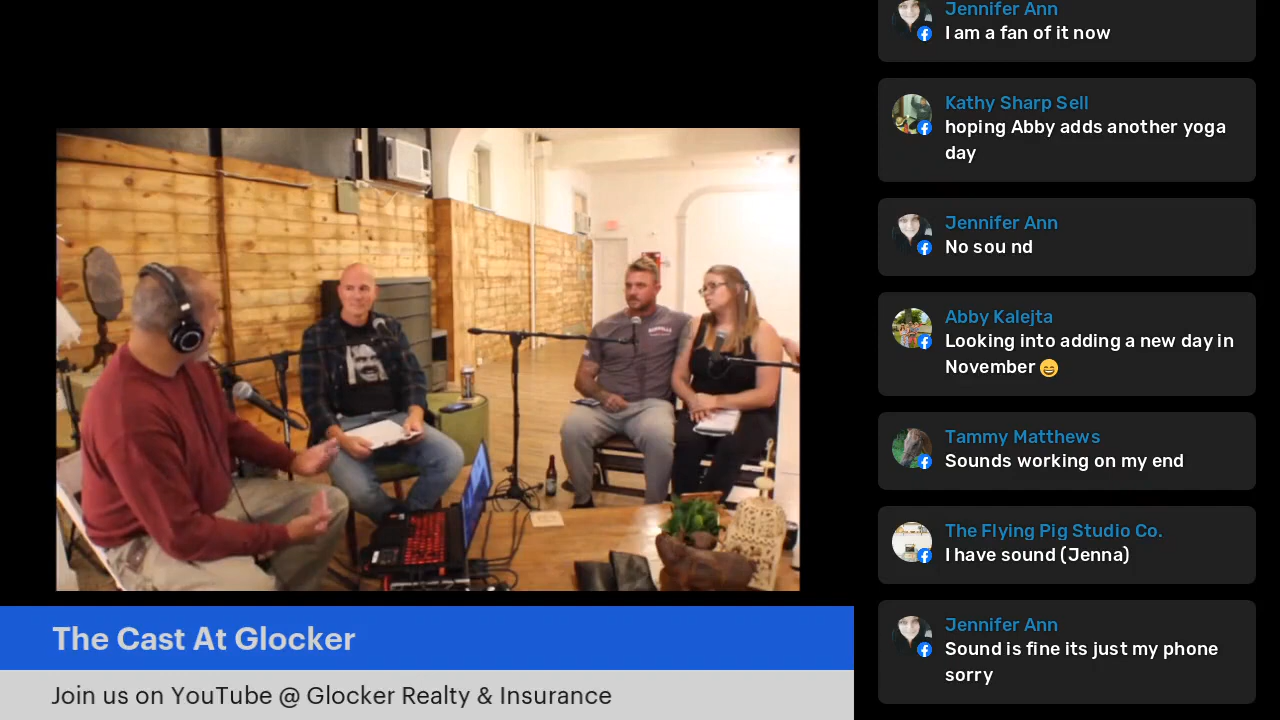 Jennifer Ann
I am a fan of it now
Kathy Sharp Sell
hoping Abby adds another yoga
day
Jennifer Ann
No sou nd
Abby Kalejta
Looking into adding a new day in
November 😄
Tammy Matthews
Sounds working on my end
The Flying Pig Studio Co.
I have sound (Jenna)
Jennifer Ann
Sound is fine its just my phone
sorry
The Cast At Glocker
Join us on YouTube @ Glocker Realty & Insurance